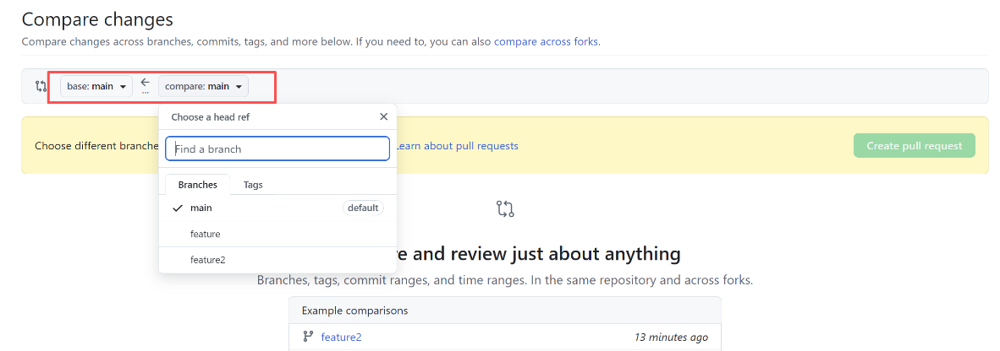 Compare changes
Compare changes across branches, commits, tags, and more below. If you need to, you can also compare across forks.
base: main
compare: main
Choose a head ref
Find a branch
Choose different branche
earn about pull requests
Create pull request
Branches Tags
main default
feature
feature2
re and review just about anything
Branches, tags, commit ranges, and time ranges. In the same repository and across forks.
Example comparisons
feature2 13 minutes ago